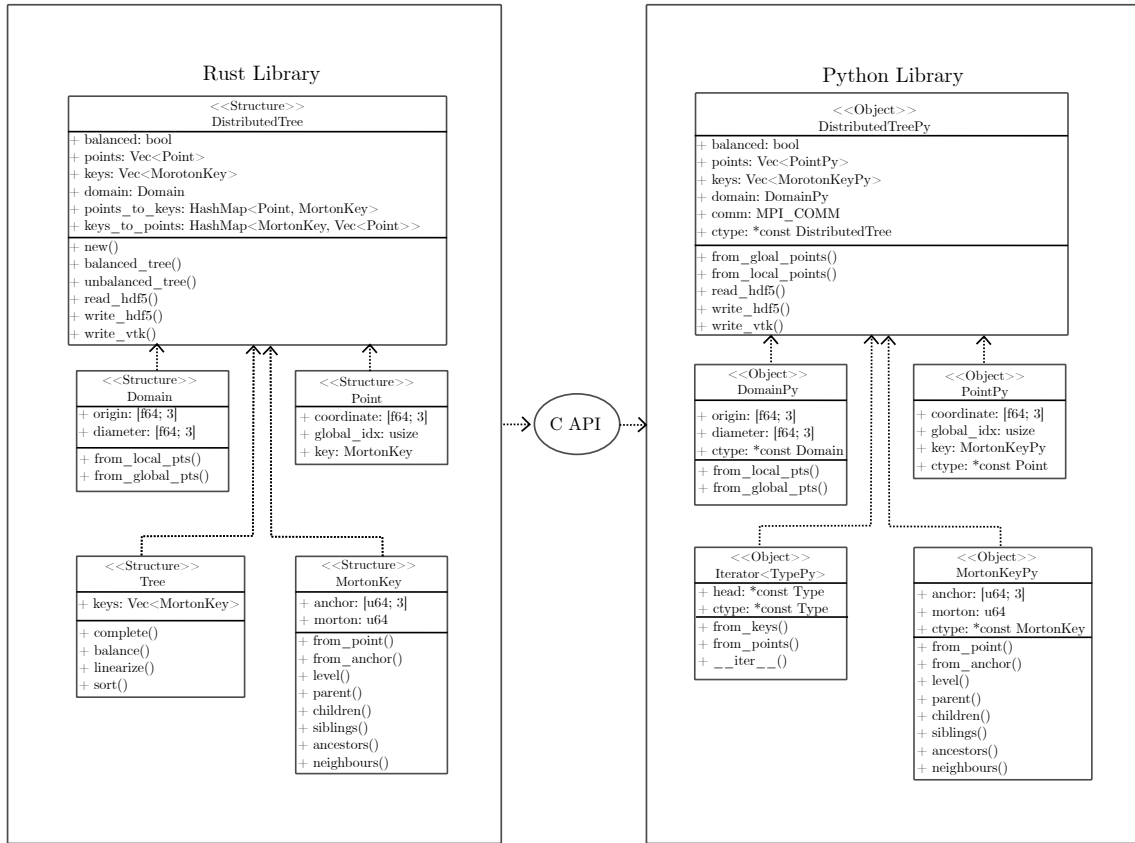 Rust Library
<<Structure>>
DistributedTree
+ balanced: bool
+ points: Vec<Point>
+ keys: Vec<MorotonKey>
+ domain: Domain
+ points_to_keys: HashMap<Point, MortonKey>
+ keys_to_points: HashMap<MortonKey, Vec<Point>>
+ new()
+ balanced_tree()
+ unbalanced_tree()
+ read_hdf5()
+ write_hdf5()
+ write_vtk()
<<Structure>>
Domain
+ origin: [f64; 3]
+ diameter: [f64; 3]
+ from_local_pts()
+ from_global_pts()
<<Structure>>
Point
+ coordinate: [f64; 3]
+ global_idx: usize
+ key: MortonKey
<<Structure>>
Tree
+ keys: Vec<MortonKey>
+ complete()
+ balance()
+ linearize()
+ sort()
<<Structure>>
MortonKey
+ anchor: [u64; 3]
+ morton: u64
+ from_point()
+ from_anchor()
+ level()
+ parent()
+ children()
+ siblings()
+ ancestors()
+ neighbours()
C API
Python Library
<<Object>>
DistributedTreePy
+ balanced: bool
+ points: Vec<PointPy>
+ keys: Vec<MorotonKeyPy>
+ domain: DomainPy
+ comm: MPI_COMM
+ ctype: *const DistributedTree
+ from_gloal_points()
+ from_local_points()
+ read_hdf5()
+ write_hdf5()
+ write_vtk()
<<Object>>
DomainPy
+ origin: [f64; 3]
+ diameter: [f64; 3]
+ ctype: *const Domain
+ from_local_pts()
+ from_global_pts()
<<Object>>
PointPy
+ coordinate: [f64; 3]
+ global_idx: usize
+ key: MortonKeyPy
+ ctype: *const Point
<<Object>>
Iterator<TypePy>
+ head: *const Type
+ ctype: *const Type
+ from_keys()
+ from_points()
+ __iter__()
<<Object>>
MortonKeyPy
+ anchor: [u64; 3]
+ morton: u64
+ ctype: *const MortonKey
+ from_point()
+ from_anchor()
+ level()
+ parent()
+ children()
+ siblings()
+ ancestors()
+ neighbours()